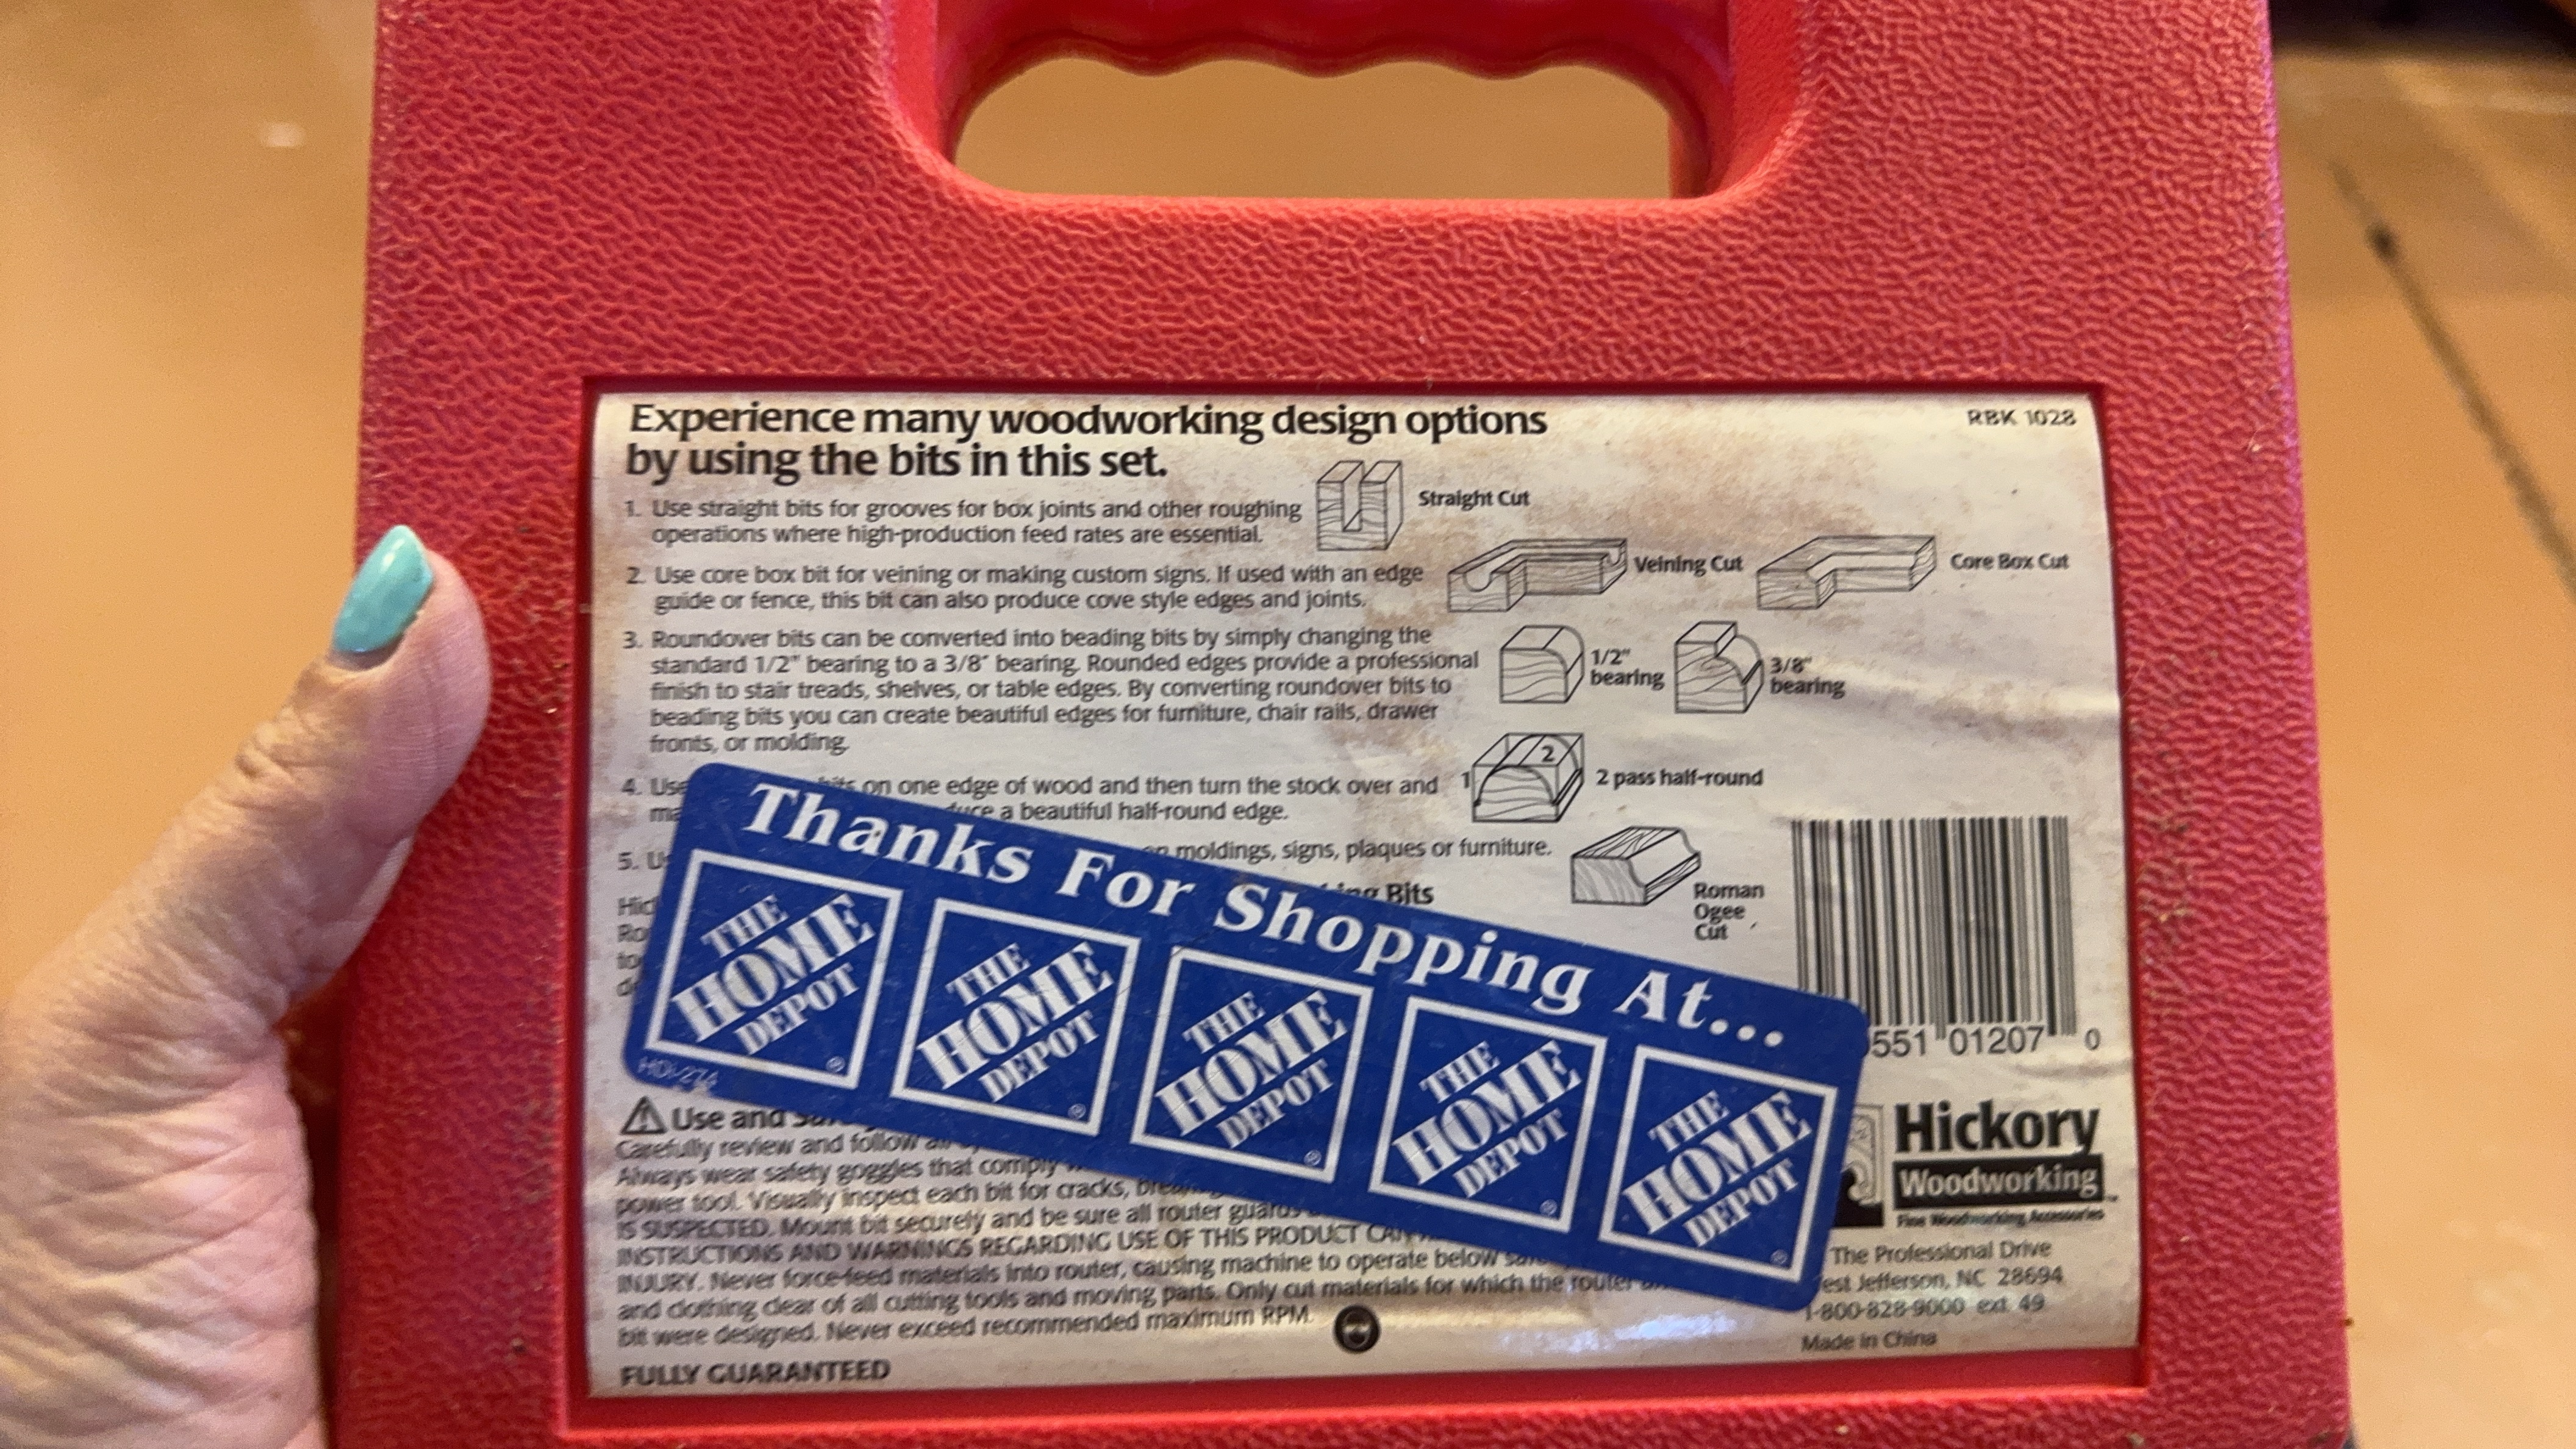 Experience many woodworking design options
by using the bits in this set.
RBK 1028
1. Use straight bits for grooves for box joints and other roughing
operations where high-production feed rates are essential.
Straight Cut
2. Use core box bit for veining or making custom signs. If used with an edge
guide or fence, this bit can also produce cove style edges and joints.
Veining Cut
Core Box Cut
3. Roundover bits can be converted into beading bits by simply changing the
standard 1/2" bearing to a 3/8" bearing. Rounded edges provide a professional
finish to stair treads, shelves, or table edges. By converting roundover bits to
beading bits you can create beautiful edges for furniture, chair rails, drawer
fronts, or molding.
1/2"
bearing
3/8"
bearing
4. Use on one edge of wood and then turn the stock over and
a beautiful half-round edge.
1
2
2 pass half-round
5. moldings, signs, plaques or furniture.
Roman
Ogee
Cut
Bits
Thanks For Shopping At...
THE
HOME
DEPOT
®
THE
HOME
DEPOT
®
THE
HOME
DEPOT
®
THE
HOME
DEPOT
®
THE
HOME
DEPOT
®
HDI-274
551 01207 0
Use and
Carefully review and follow
Always wear safety goggles that comply
power tool. Visually inspect each bit for cracks,
IS SUSPECTED. Mount bit securely and be sure all router guards
INSTRUCTIONS AND WARNINGS REGARDING USE OF THIS PRODUCT
INJURY. Never force-feed materials into router, causing machine to operate below
and clothing clear of all cutting tools and moving parts. Only cut materials for which the router
bit were designed. Never exceed recommended maximum RPM.
FULLY GUARANTEED
Hickory
Woodworking
Fine Woodworking Accessories
The Professional Drive
est Jefferson, NC 28694
1-800-828-9000 ext. 49
Made in China